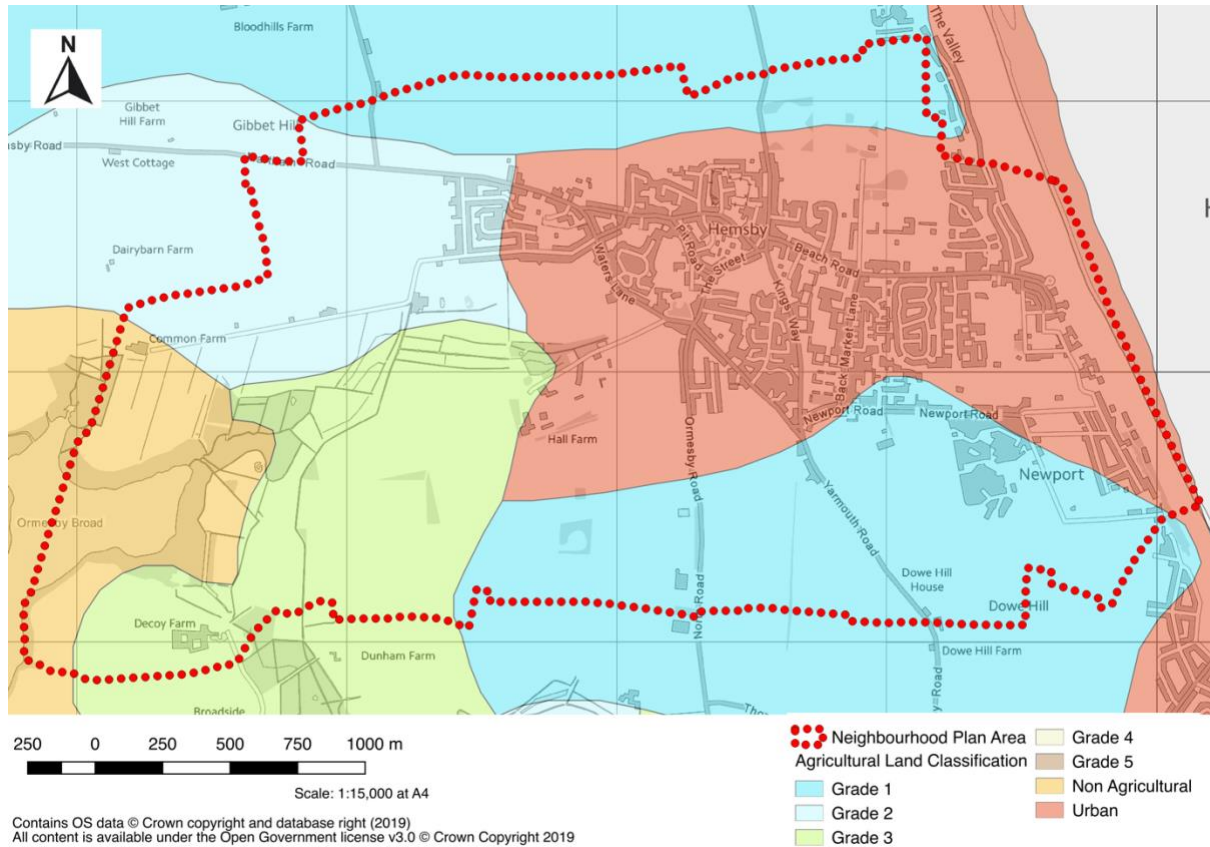 Bloodhills Farm
The Valley
N
Gibbet
Hill Farm
Gibbet Hill
West Cottage
Dairybarn Farm
Hemsby
Pit Road
The Street
Waters Lane
Beach Road
Kings Way
Back Market Lane
Common Farm
Hall Farm
Newport Road
Newport Road
Ormesby Road
Newport
Yarmouth Road
Ormesby Broad
Dowe Hill
House
Dowe Hill
Decoy Farm
Dunham Farm
Dowe Hill Farm
Broadside
250 0 250 500 750 1000 m
Scale: 1:15,000 at A4
Contains OS data © Crown copyright and database right (2019)
All content is available under the Open Government license v3.0 © Crown Copyright 2019
Neighbourhood Plan Area
Agricultural Land Classification
Grade 1
Grade 2
Grade 3
Grade 4
Grade 5
Non Agricultural
Urban